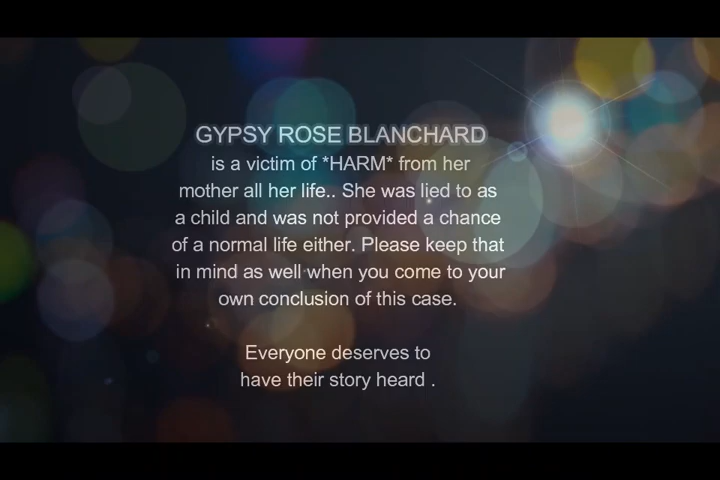 GYPSY ROSE BLANCHARD
is a victim of *HARM* from her
mother all her life.. She was lied to as
a child and was not provided a chance
of a normal life either. Please keep that
in mind as well when you come to your
own conclusion of this case.
Everyone deserves to
have their story heard .